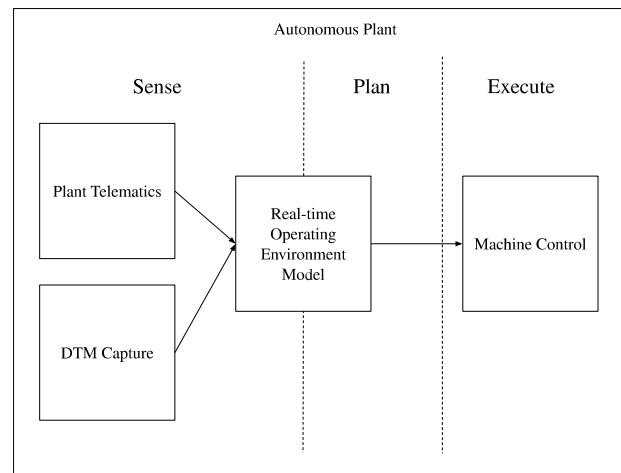 Autonomous Plant
Sense
Plan
Execute
Plant Telematics
Real-time
Operating
Environment
Model
Machine Control
DTM Capture